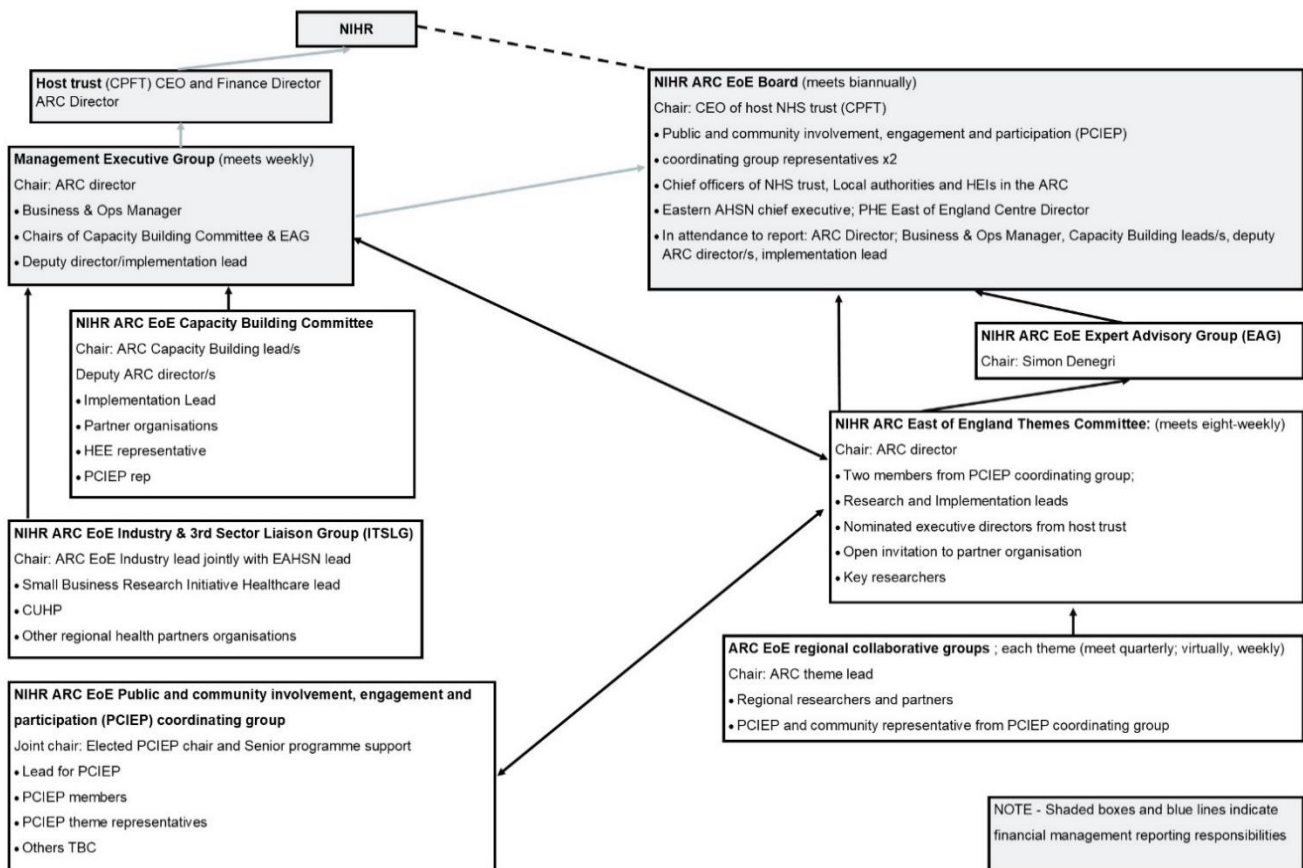 NIHR
Host trust (CPFT) CEO and Finance Director
ARC Director
NIHR ARC EoE Board (meets biannually)
Chair: CEO of host NHS trust (CPFT)
• Public and community involvement, engagement and participation (PCIEP)
• coordinating group representatives x2
• Chief officers of NHS trust, Local authorities and HEIs in the ARC
• Eastern AHSN chief executive; PHE East of England Centre Director
• In attendance to report: ARC Director; Business & Ops Manager, Capacity Building leads/s, deputy
ARC director/s, implementation lead
Management Executive Group (meets weekly)
Chair: ARC director
• Business & Ops Manager
• Chairs of Capacity Building Committee & EAG
• Deputy director/implementation lead
NIHR ARC EoE Capacity Building Committee
Chair: ARC Capacity Building lead/s
Deputy ARC director/s
• Implementation Lead
• Partner organisations
• HEE representative
• PCIEP rep
NIHR ARC EoE Expert Advisory Group (EAG)
Chair: Simon Denegri
NIHR ARC East of England Themes Committee: (meets eight-weekly)
Chair: ARC director
• Two members from PCIEP coordinating group;
• Research and Implementation leads
• Nominated executive directors from host trust
• Open invitation to partner organisation
• Key researchers
NIHR ARC EoE Industry & 3rd Sector Liaison Group (ITSLG)
Chair: ARC EoE Industry lead jointly with EAHSN lead
• Small Business Research Initiative Healthcare lead
• CUHP
• Other regional health partners organisations
ARC EoE regional collaborative groups ; each theme (meet quarterly; virtually, weekly)
Chair: ARC theme lead
• Regional researchers and partners
• PCIEP and community representative from PCIEP coordinating group
NIHR ARC EoE Public and community involvement, engagement and
participation (PCIEP) coordinating group
Joint chair: Elected PCIEP chair and Senior programme support
• Lead for PCIEP
• PCIEP members
• PCIEP theme representatives
• Others TBC
NOTE - Shaded boxes and blue lines indicate
financial management reporting responsibilities